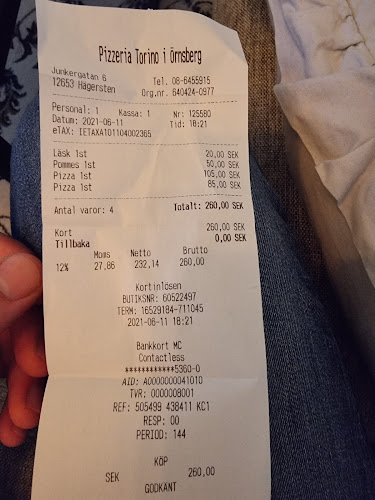 Pizzeria Torino i Örnsberg
Junkergatan 6 Tel. 08-6455915
12653 Hägersten Org.nr. 640424-0977
Personal: 1 Kassa: 1 Nr: 125580
Datum: 2021-06-11 Tid: 18:21
eTAX: IETAXA101104002365
Läsk 1st 20,00 SEK
Pommes 1st 50,00 SEK
Pizza 1st 105,00 SEK
Pizza 1st 85,00 SEK
Antal varor: 4 Totalt: 260,00 SEK
Kort 260,00 SEK
Tillbaka 0,00 SEK
Moms Netto Brutto
12% 27,86 232,14 260,00
Kortinlösen
BUTIKSNR: 60522497
TERM: 16529184-711045
2021-06-11 18:21
Bankkort MC
Contactless
************5360-0
AID: A0000000041010
TVR: 0000008001
REF: 505499 438411 KC1
RESP: 00
PERIOD: 144
KÖP
SEK 260,00
GODKÄNT